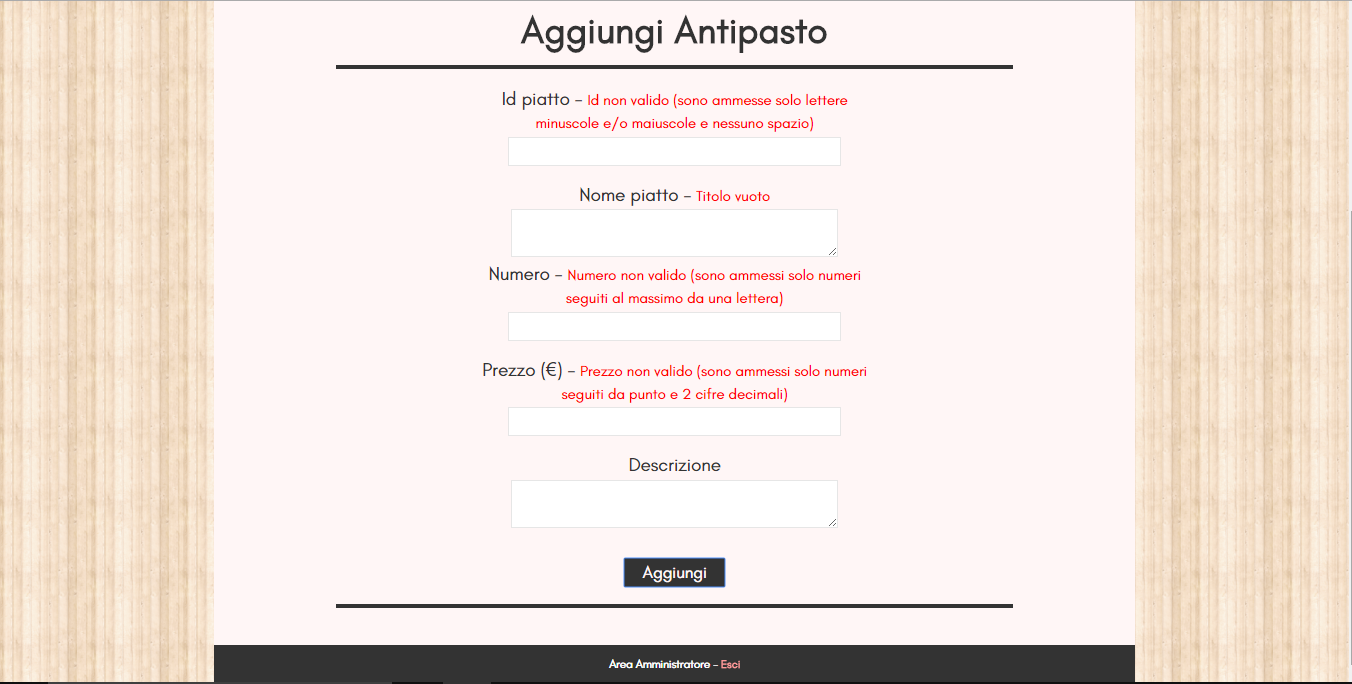 Aggiungi Antipasto
Id piatto – Id non valido (sono ammesse solo lettere
minuscole e/o maiuscole e nessuno spazio)
Nome piatto – Titolo vuoto
Numero – Numero non valido (sono ammessi solo numeri
seguiti al massimo da una lettera)
Prezzo (€) – Prezzo non valido (sono ammessi solo numeri
seguiti da punto e 2 cifre decimali)
Descrizione
Aggiungi
Area Amministratore – Esci